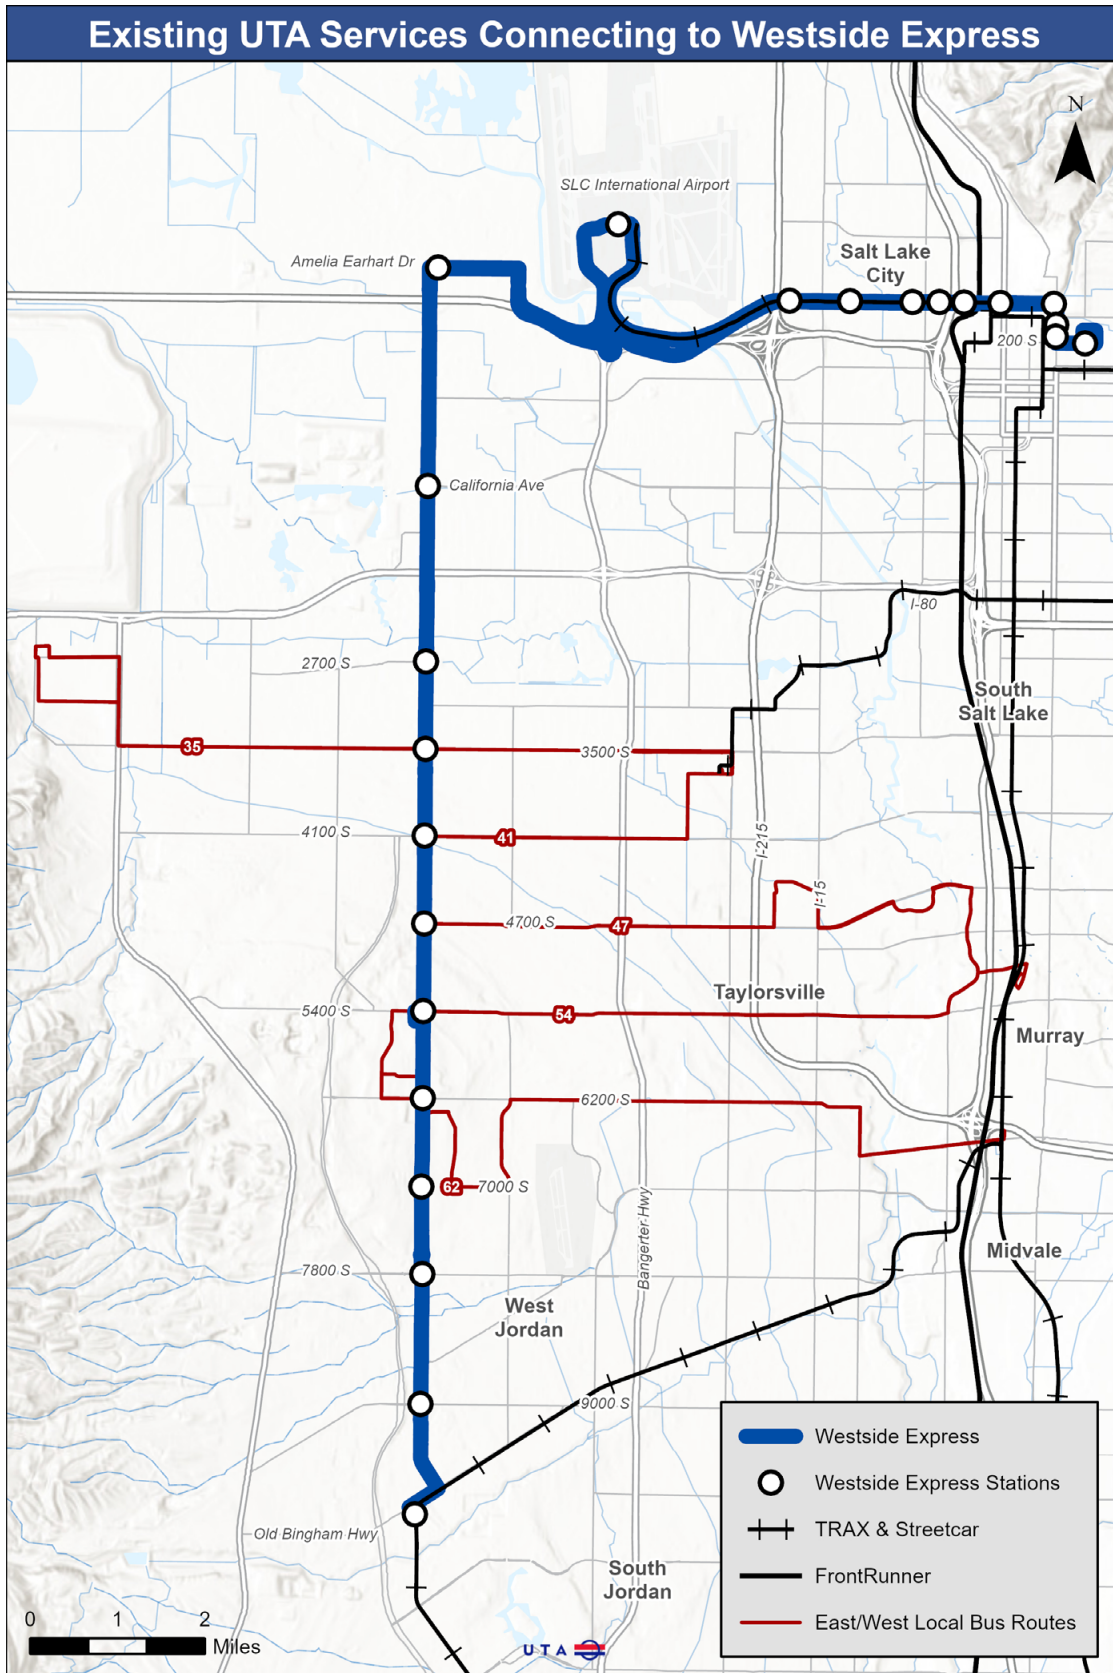 Existing UTA Services Connecting to Westside Express
N
SLC International Airport
Amelia Earhart Dr
Salt Lake
City
200 S
California Ave
I-80
2700 S
South
Salt Lake
35
3500 S
4100 S
41
I-215
I-15
4700 S
47
Taylorsville
5400 S
54
Murray
6200 S
62
7000 S
Bangerter Hwy
Midvale
7800 S
West
Jordan
9000 S
Westside Express
Westside Express Stations
TRAX & Streetcar
FrontRunner
East/West Local Bus Routes
Old Bingham Hwy
South
Jordan
0 1 2
Miles
UTA